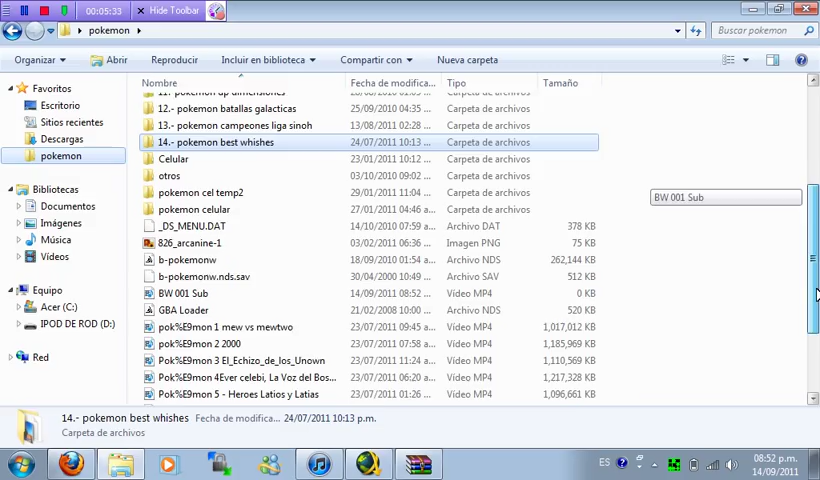 00:05:33 Hide Toolbar
pokemon
Buscar pokemon
Organizar Abrir Reproducir Incluir en biblioteca Compartir con Nueva carpeta
Nombre Fecha de modifica... Tipo Tamaño
Favoritos
Escritorio
Sitios recientes
Descargas
pokemon
Bibliotecas
Documentos
Imágenes
Música
Vídeos
Equipo
Acer (C:)
IPOD DE ROD (D:)
Red
12.- pokemon batallas galacticas 25/09/2010 04:35 ... Carpeta de archivos
13.- pokemon campeones liga sinoh 13/08/2011 02:28 ... Carpeta de archivos
14.- pokemon best whishes 24/07/2011 10:13 ... Carpeta de archivos
Celular 23/01/2011 10:12 ... Carpeta de archivos
otros 03/10/2010 09:02 ... Carpeta de archivos
pokemon cel temp2 29/01/2011 11:04 ... Carpeta de archivos
pokemon celular 27/01/2011 04:46 a... Carpeta de archivos
_DS_MENU.DAT 14/10/2010 07:59 a... Archivo DAT 378 KB
826_arcanine-1 03/02/2011 06:36 ... Imagen PNG 75 KB
b-pokemonw 18/09/2010 01:54 a... Archivo NDS 262,144 KB
b-pokemonw.nds.sav 30/04/2000 10:49 ... Archivo SAV 512 KB
BW 001 Sub 14/09/2011 08:52 ... Vídeo MP4 0 KB
GBA Loader 21/02/2008 10:00 ... Archivo NDS 520 KB
pok%E9mon 1 mew vs mewtwo 23/07/2011 09:45 ... Vídeo MP4 1,017,012 KB
pok%E9mon 2 2000 23/07/2011 07:58 ... Vídeo MP4 1,185,969 KB
Pok%E9mon 3 El_Echizo_de_los_Unown 23/07/2011 11:24 ... Vídeo MP4 1,110,569 KB
Pok%E9mon 4Ever celebi, La Voz del Bos... 23/07/2011 06:20 ... Vídeo MP4 1,217,328 KB
Pok%E9mon 5 - Heroes Latios y Latias 23/07/2011 01:26 ... Vídeo MP4 1,096,661 KB
BW 001 Sub
14.- pokemon best whishes Fecha de modifica... 24/07/2011 10:13 p.m.
Carpeta de archivos
ES
08:52 p.m.
14/09/2011